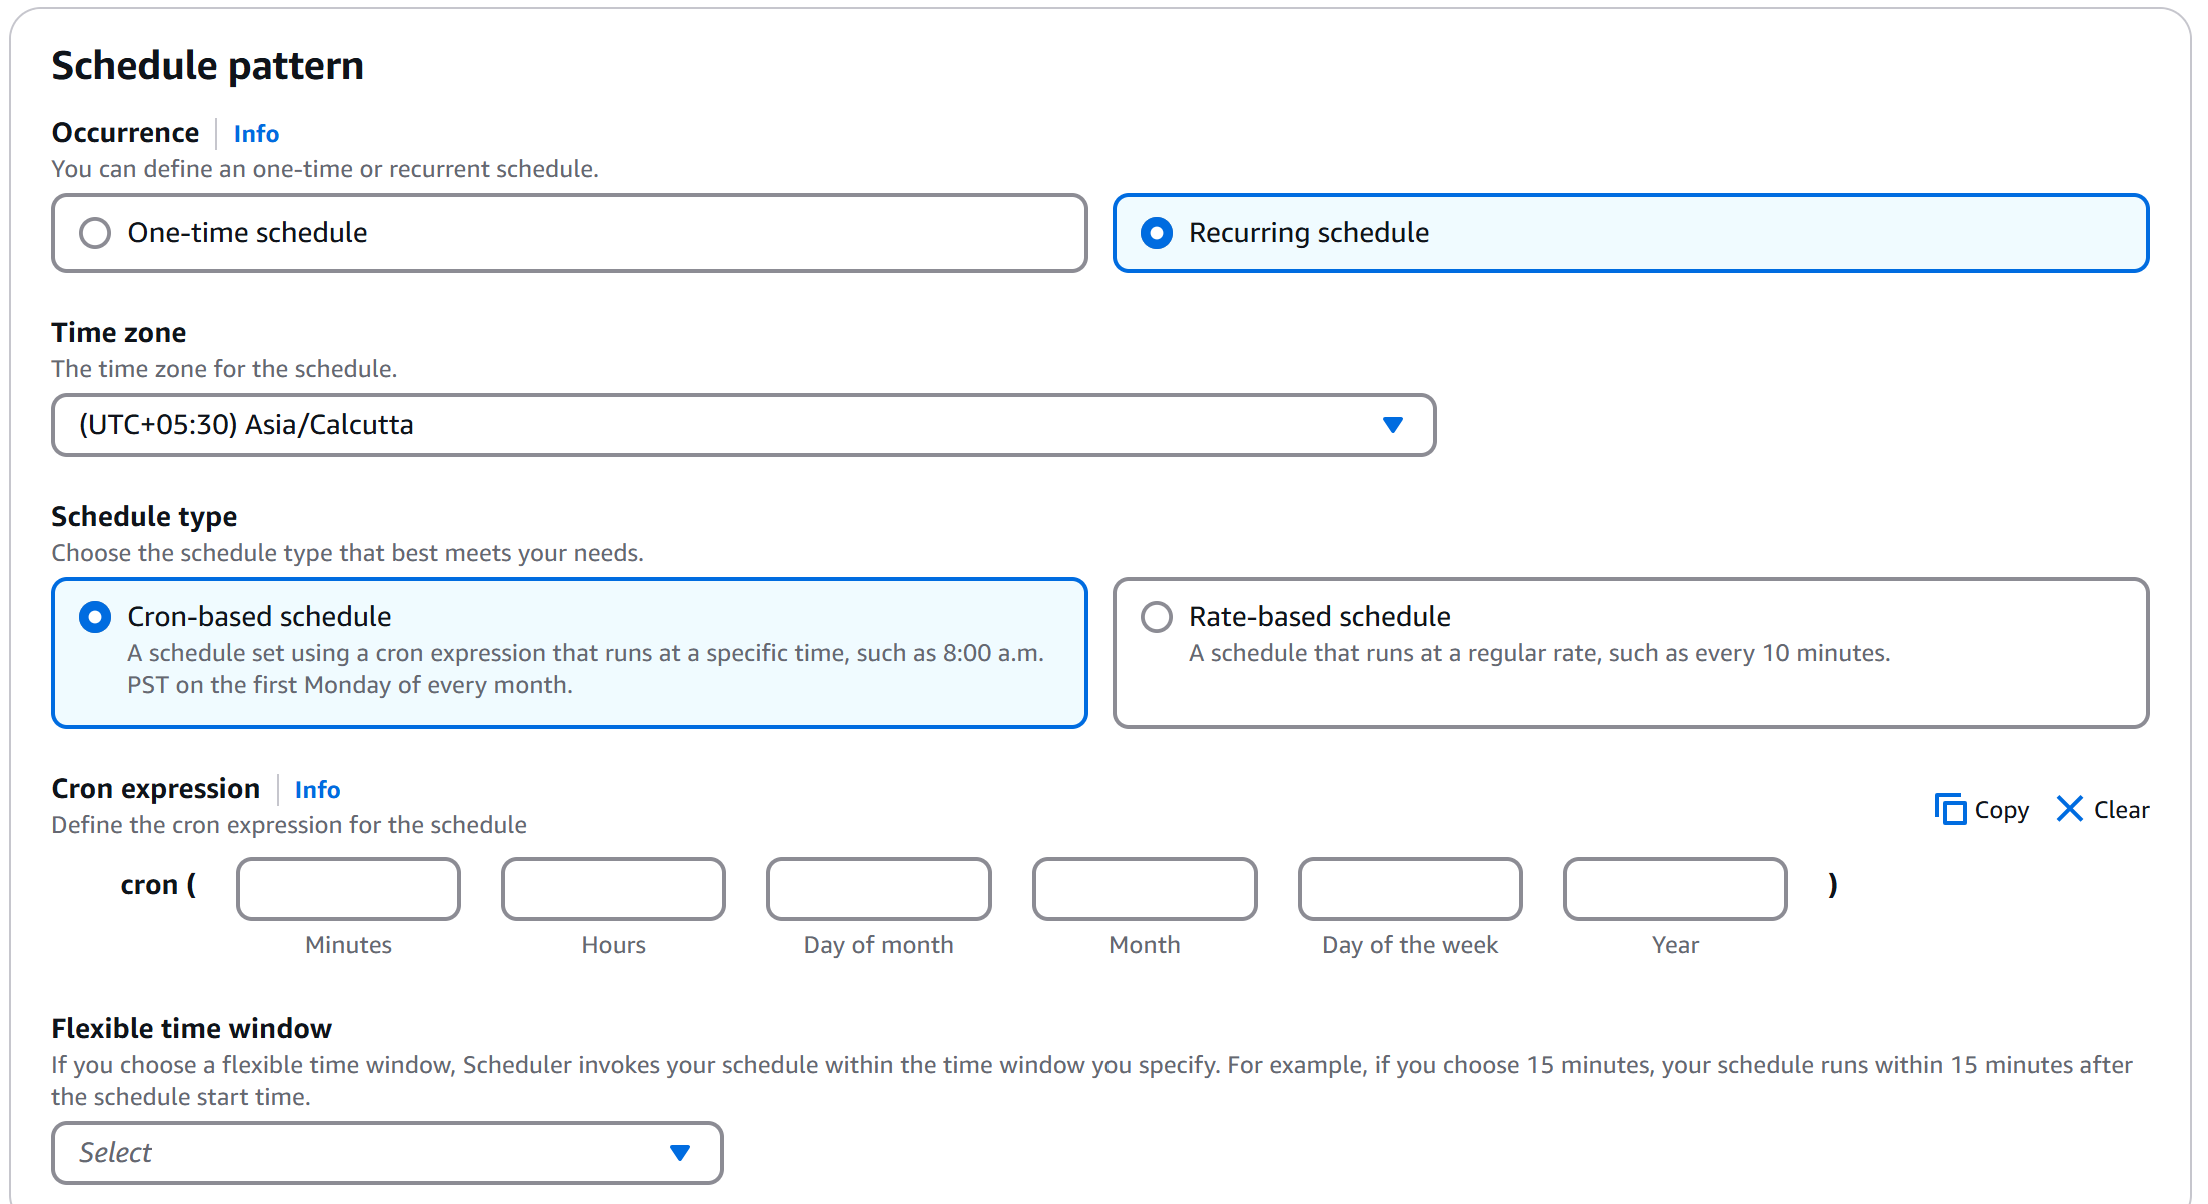 Schedule pattern
Occurrence Info
You can define an one-time or recurrent schedule.
One-time schedule
Recurring schedule
Time zone
The time zone for the schedule.
(UTC+05:30) Asia/Calcutta
Schedule type
Choose the schedule type that best meets your needs.
Cron-based schedule
A schedule set using a cron expression that runs at a specific time, such as 8:00 a.m.
PST on the first Monday of every month.
Rate-based schedule
A schedule that runs at a regular rate, such as every 10 minutes.
Cron expression Info
Define the cron expression for the schedule
Copy Clear
cron ( )
Minutes Hours Day of month Month Day of the week Year
Flexible time window
If you choose a flexible time window, Scheduler invokes your schedule within the time window you specify. For example, if you choose 15 minutes, your schedule runs within 15 minutes after
the schedule start time.
Select